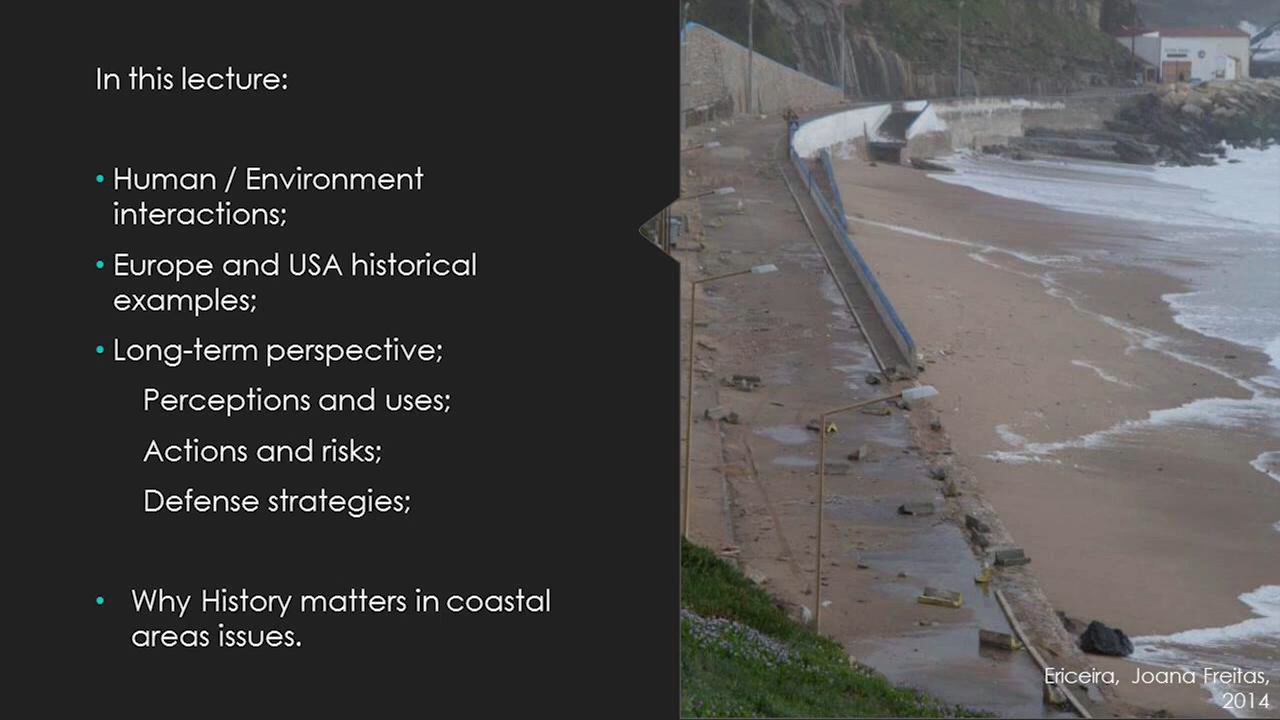 In this lecture:
• Human / Environment
interactions;
• Europe and USA historical
examples;
• Long-term perspective;
Perceptions and uses;
Actions and risks;
Defense strategies;
• Why History matters in coastal
areas issues.
Ericeira, Joana Freitas,
2014